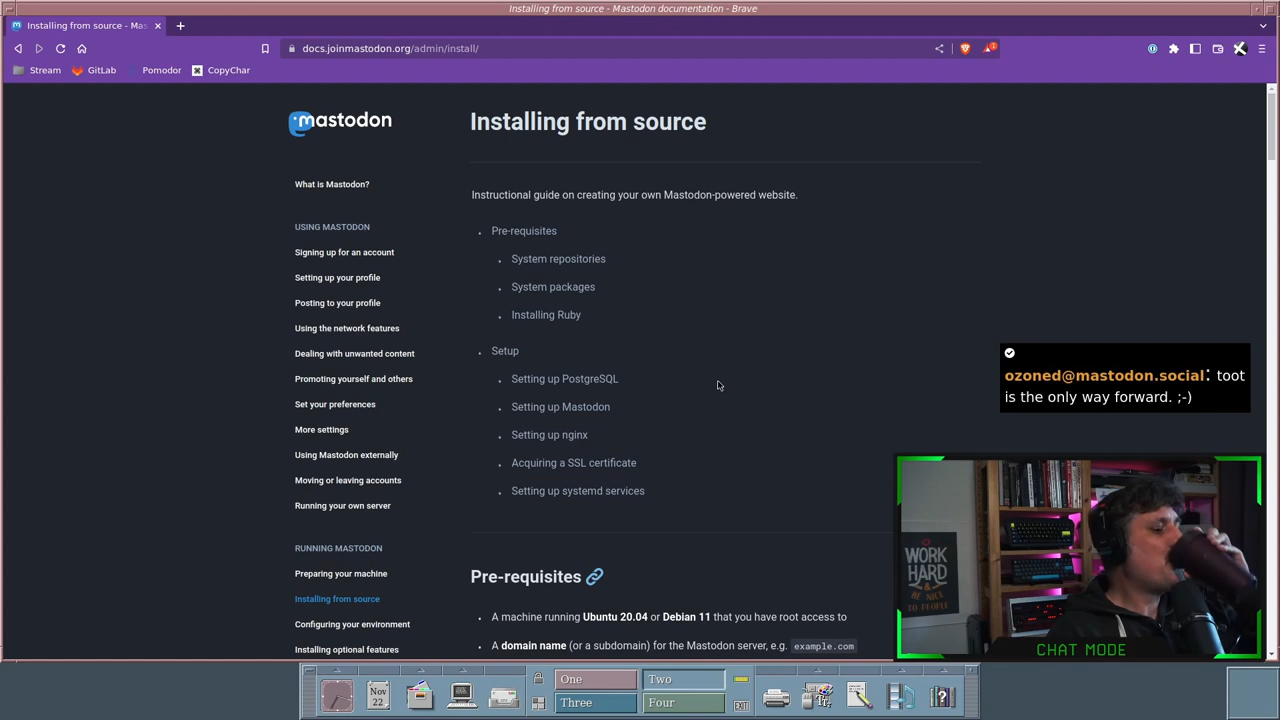 Installing from source - Mastodon documentation - Brave
Installing from source - Mas
docs.joinmastodon.org/admin/install/
1
Stream
GitLab
Pomodor
CopyChar
mastodon
What is Mastodon?
USING MASTODON
Signing up for an account
Setting up your profile
Posting to your profile
Using the network features
Dealing with unwanted content
Promoting yourself and others
Set your preferences
More settings
Using Mastodon externally
Moving or leaving accounts
Running your own server
RUNNING MASTODON
Preparing your machine
Installing from source
Configuring your environment
Installing optional features
Installing from source
Instructional guide on creating your own Mastodon-powered website.
Pre-requisites
System repositories
System packages
Installing Ruby
Setup
Setting up PostgreSQL
Setting up Mastodon
Setting up nginx
Acquiring a SSL certificate
Setting up systemd services
Pre-requisites
A machine running Ubuntu 20.04 or Debian 11 that you have root access to
A domain name (or a subdomain) for the Mastodon server, e.g. example.com
ozoned@mastodon.social: toot
is the only way forward. ;-)
WORK
HARD
& BE NICE
TO PEOPLE
CHAT MODE
Nov
22
One
Two
Three
Four
EXIT